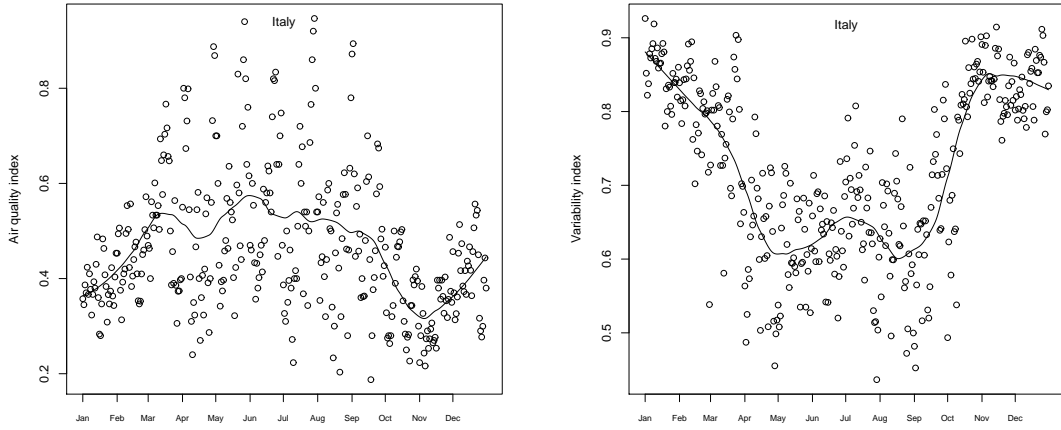 Italy
Air quality index
0.8
0.6
0.4
0.2
Jan Feb Mar Apr May Jun Jul Aug Sep Oct Nov Dec
Italy
Variability index
0.9
0.8
0.7
0.6
0.5
Jan Feb Mar Apr May Jun Jul Aug Sep Oct Nov Dec